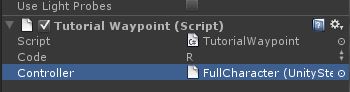 Use Light Probes
Tutorial Waypoint (Script)
Script TutorialWaypoint
Code R
Controller FullCharacter (UnitySte